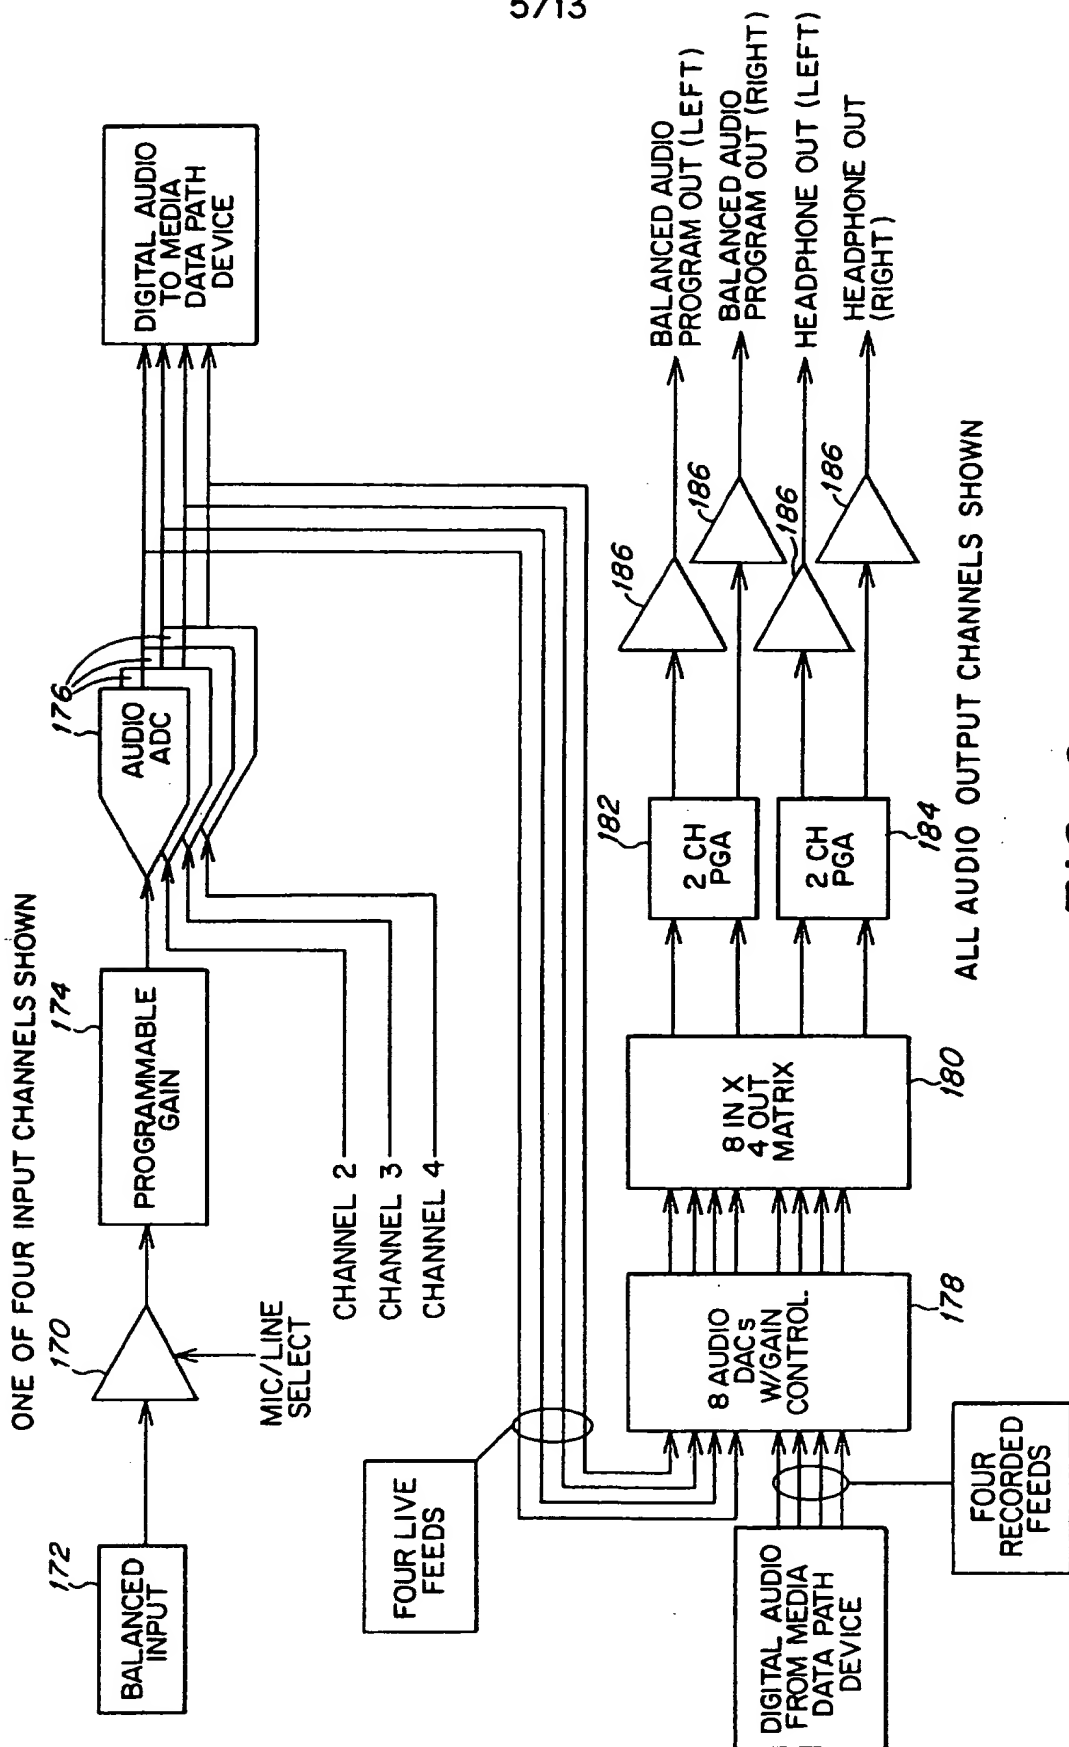 5/13
ONE OF FOUR INPUT CHANNELS SHOWN
172
BALANCED
INPUT
170
MIC/LINE
SELECT
174
PROGRAMMABLE
GAIN
176
AUDIO
ADC
DIGITAL AUDIO
TO MEDIA
DATA PATH
DEVICE
CHANNEL 2
CHANNEL 3
CHANNEL 4
FOUR LIVE
FEEDS
DIGITAL AUDIO
FROM MEDIA
DATA PATH
DEVICE
FOUR
RECORDED
FEEDS
8 AUDIO
DACs
W/GAIN
CONTROL
178
8 IN X
4 OUT
MATRIX
180
182
2 CH
PGA
2 CH
PGA
184
186
186
186
186
BALANCED AUDIO
PROGRAM OUT (LEFT)
BALANCED AUDIO
PROGRAM OUT (RIGHT)
HEADPHONE OUT (LEFT)
HEADPHONE OUT
(RIGHT)
ALL AUDIO OUTPUT CHANNELS SHOWN